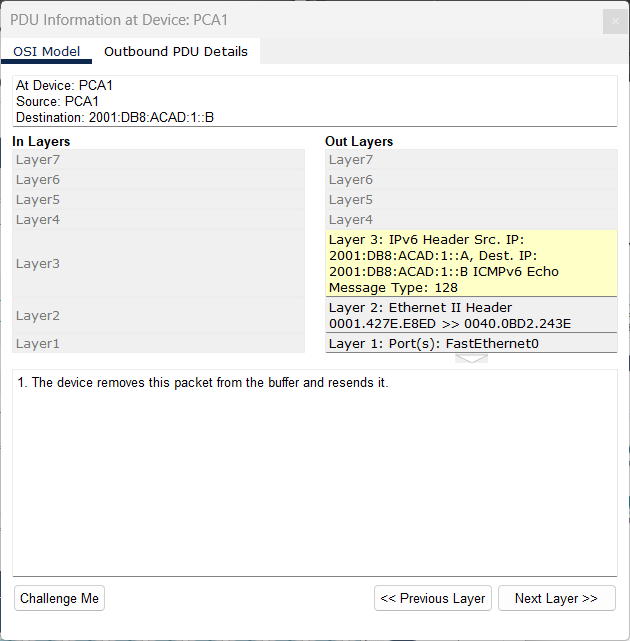 PDU Information at Device: PCA1
OSI Model
Outbound PDU Details
At Device: PCA1
Source: PCA1
Destination: 2001:DB8:ACAD:1::B
In Layers
Layer7
Layer6
Layer5
Layer4
Layer3
Layer2
Layer1
Out Layers
Layer7
Layer6
Layer5
Layer4
Layer 3: IPv6 Header Src. IP:
2001:DB8:ACAD:1::A, Dest. IP:
2001:DB8:ACAD:1::B ICMPv6 Echo
Message Type: 128
Layer 2: Ethernet II Header
0001.427E.E8ED >> 0040.0BD2.243E
Layer 1: Port(s): FastEthernet0
1. The device removes this packet from the buffer and resends it.
Challenge Me
<< Previous Layer
Next Layer >>